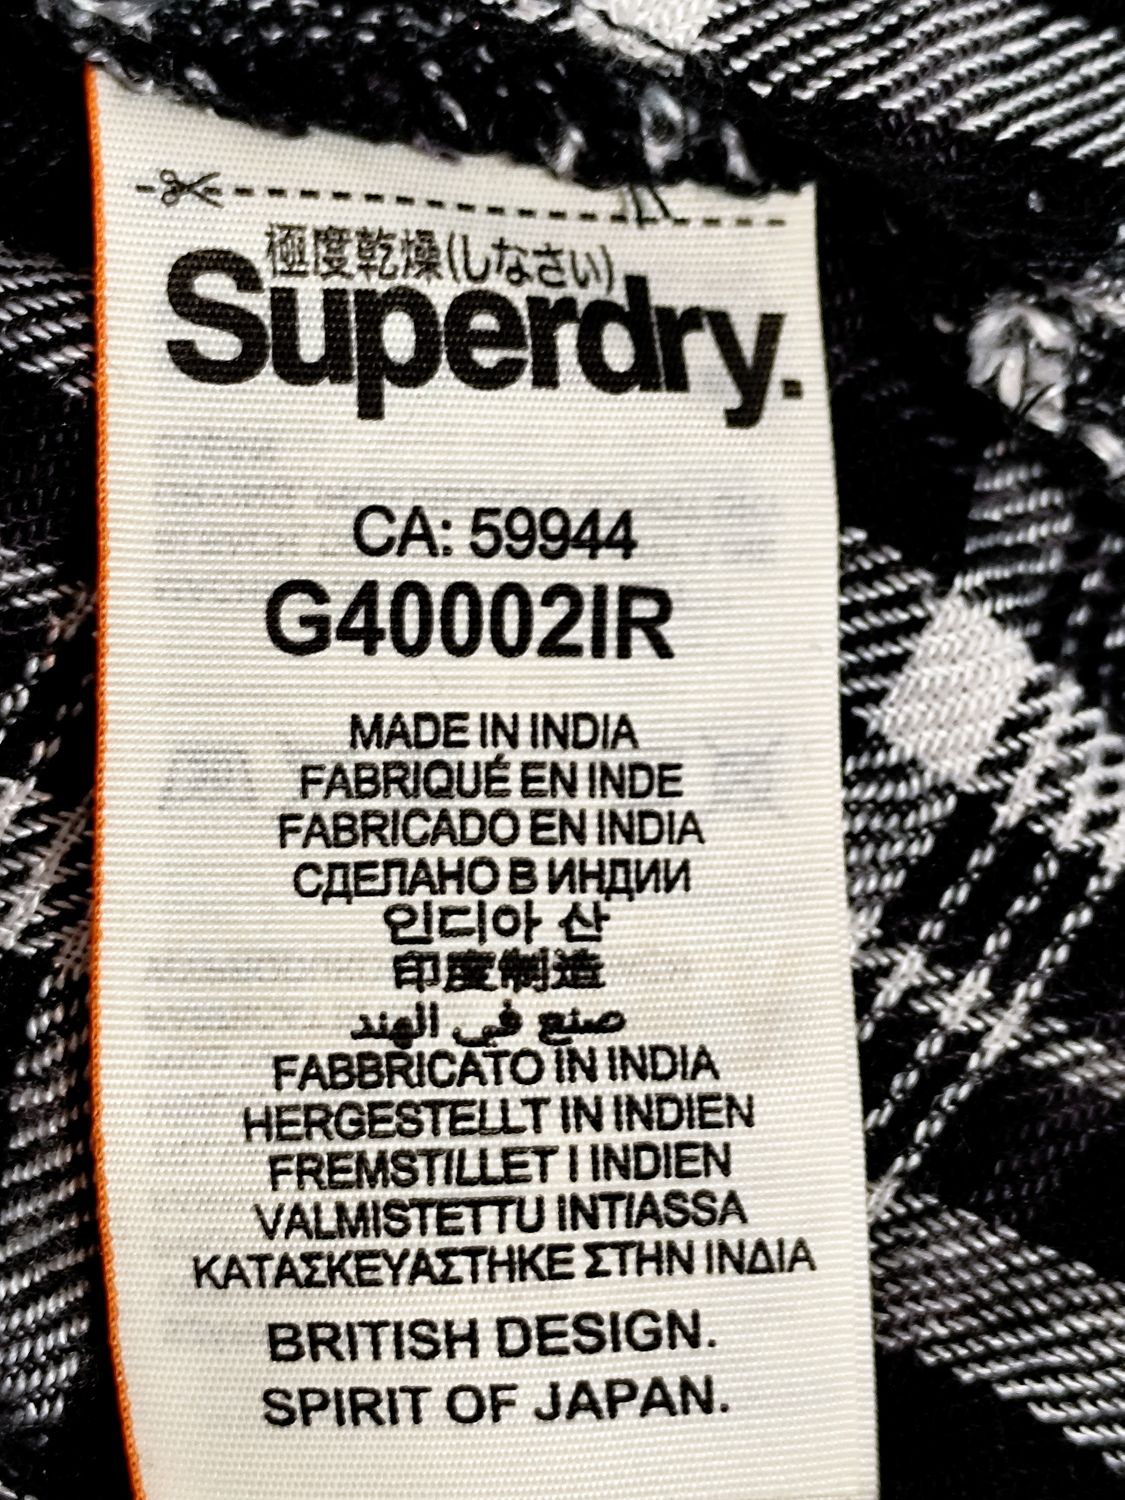 極度乾燥(しなさい)
Superdry.
CA: 59944
G40002IR
MADE IN INDIA
FABRIQUÉ EN INDE
FABRICADO EN INDIA
СДЕЛАНО В ИНДИИ
인디아 산
印度制造
صنع في الهند
FABBRICATO IN INDIA
HERGESTELLT IN INDIEN
FREMSTILLET I INDIEN
VALMISTETTU INTIASSA
ΚΑΤΑΣΚΕΥΑΣΤΗΚΕ ΣΤΗΝ ΙΝΔΙΑ
BRITISH DESIGN.
SPIRIT OF JAPAN.